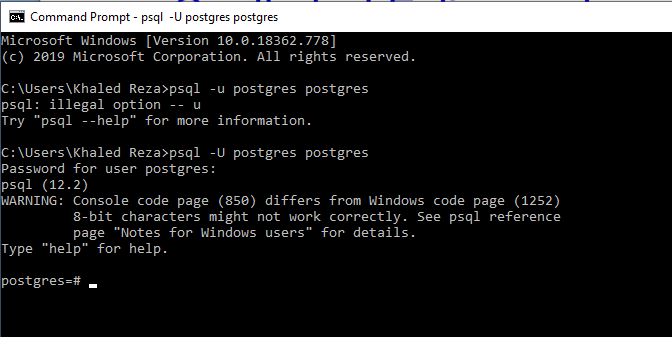 Command Prompt - psql -U postgres postgres
Microsoft Windows [Version 10.0.18362.778]
(c) 2019 Microsoft Corporation. All rights reserved.
C:\Users\Khaled Reza>psql -u postgres postgres
psql: illegal option -- u
Try "psql --help" for more information.
C:\Users\Khaled Reza>psql -U postgres postgres
Password for user postgres:
psql (12.2)
WARNING: Console code page (850) differs from Windows code page (1252)
8-bit characters might not work correctly. See psql reference
page "Notes for Windows users" for details.
Type "help" for help.
postgres=#